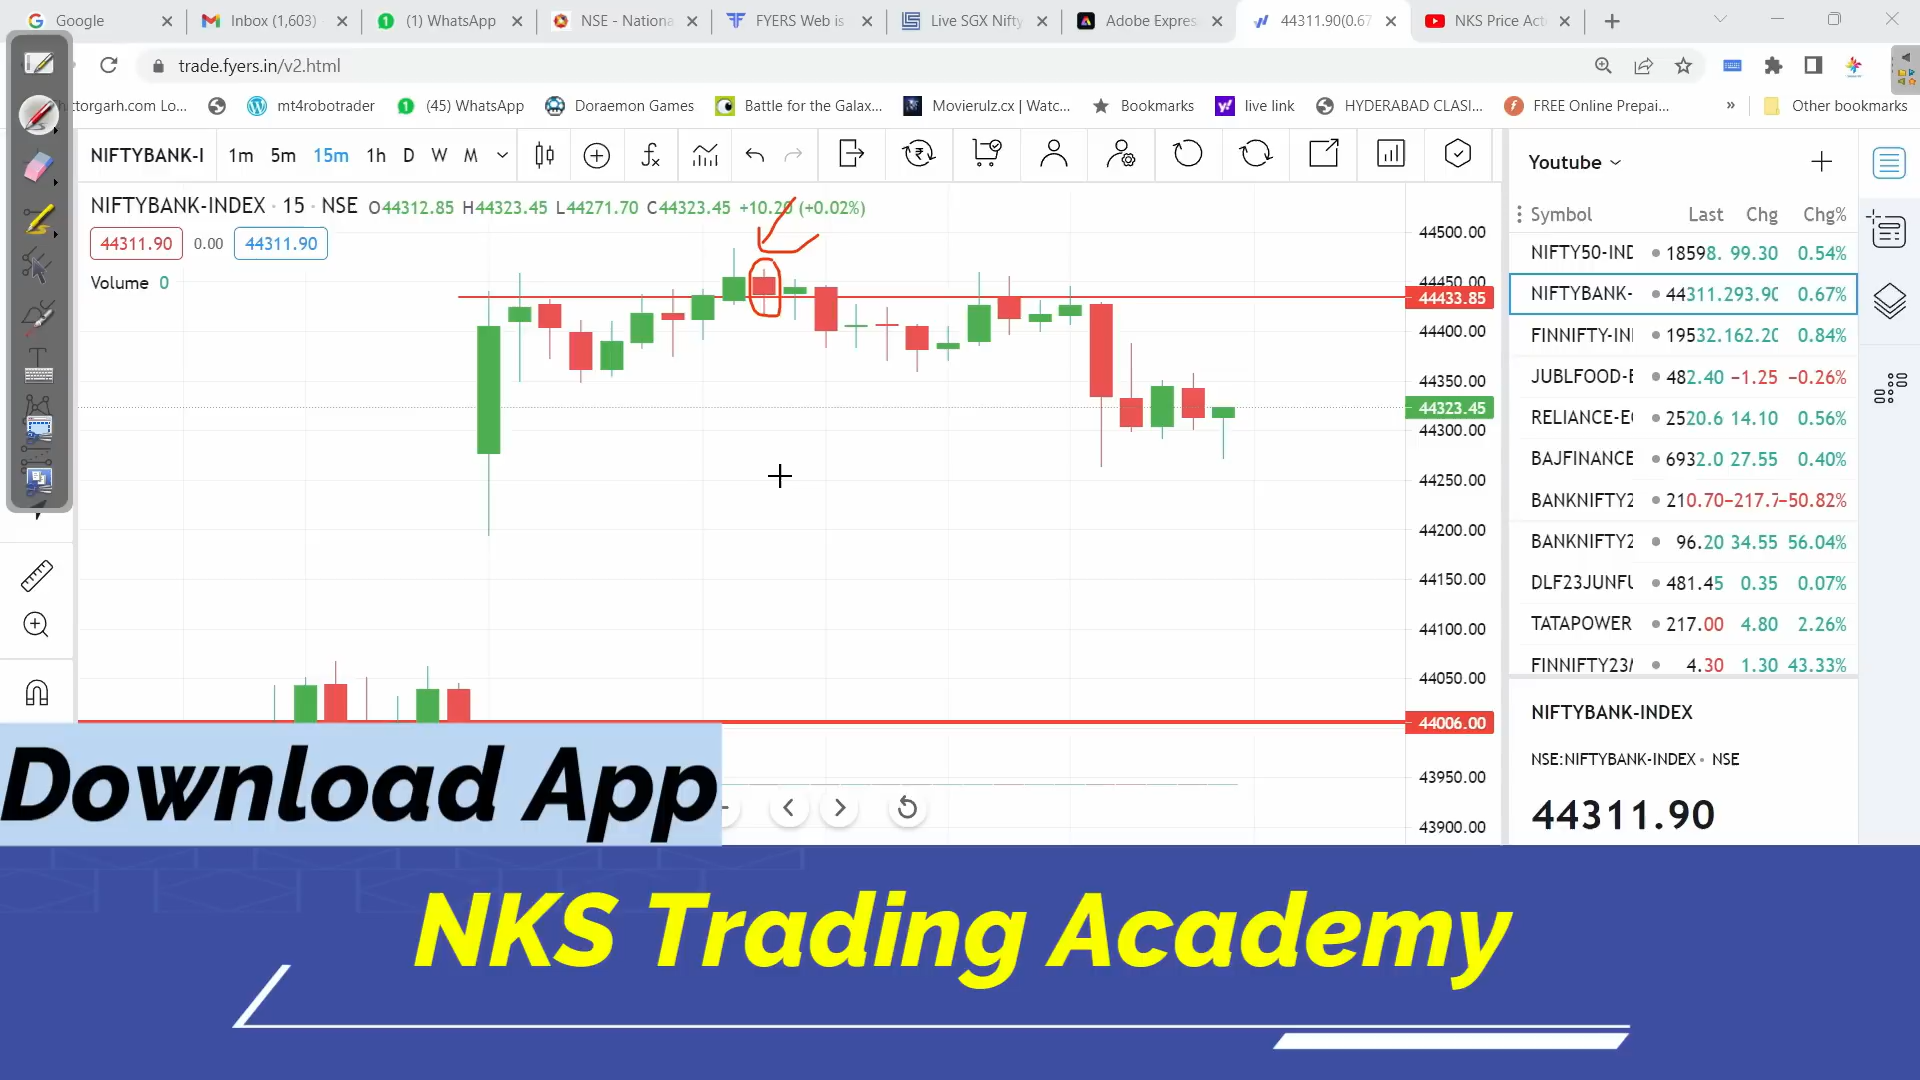 Google
Inbox (1,603)
(1) WhatsApp
NSE - Nationa
FYERS Web is
Live SGX Nifty
Adobe Expres
44311.90(0.67
NKS Price Act
trade.fyers.in/v2.html
ttorgarh.com Lo...
mt4robotrader
(45) WhatsApp
Doraemon Games
Battle for the Galax...
Movierulz.cx | Watc...
Bookmarks
live link
HYDERABAD CLASI...
FREE Online Prepai...
»
Other bookmarks
NIFTYBANK-I 1m 5m 15m 1h D W M
NIFTYBANK-INDEX · 15 · NSE O44312.85 H44323.45 L44271.70 C44323.45 +10.20 (+0.02%)
44311.90 0.00 44311.90
Volume 0
44500.00
44450.00
44433.85
44400.00
44350.00
44323.45
44300.00
44250.00
44200.00
44150.00
44100.00
44050.00
44006.00
43950.00
43900.00
Youtube
Symbol Last Chg Chg%
NIFTY50-IND 18598. 99.30 0.54%
NIFTYBANK- 44311.293.90 0.67%
FINNIFTY-INI 19532.162.20 0.84%
JUBLFOOD-E 482.40 −1.25 −0.26%
RELIANCE-EQ 2520.6 14.10 0.56%
BAJFINANCE 6932.0 27.55 0.40%
BANKNIFTY2 210.70−217.7−50.82%
BANKNIFTY2 96.20 34.55 56.04%
DLF23JUNFU 481.45 0.35 0.07%
TATAPOWER 217.00 4.80 2.26%
FINNIFTY23M 4.30 1.30 43.33%
NIFTYBANK-INDEX
NSE:NIFTYBANK-INDEX • NSE
44311.90
Download App
NKS Trading Academy